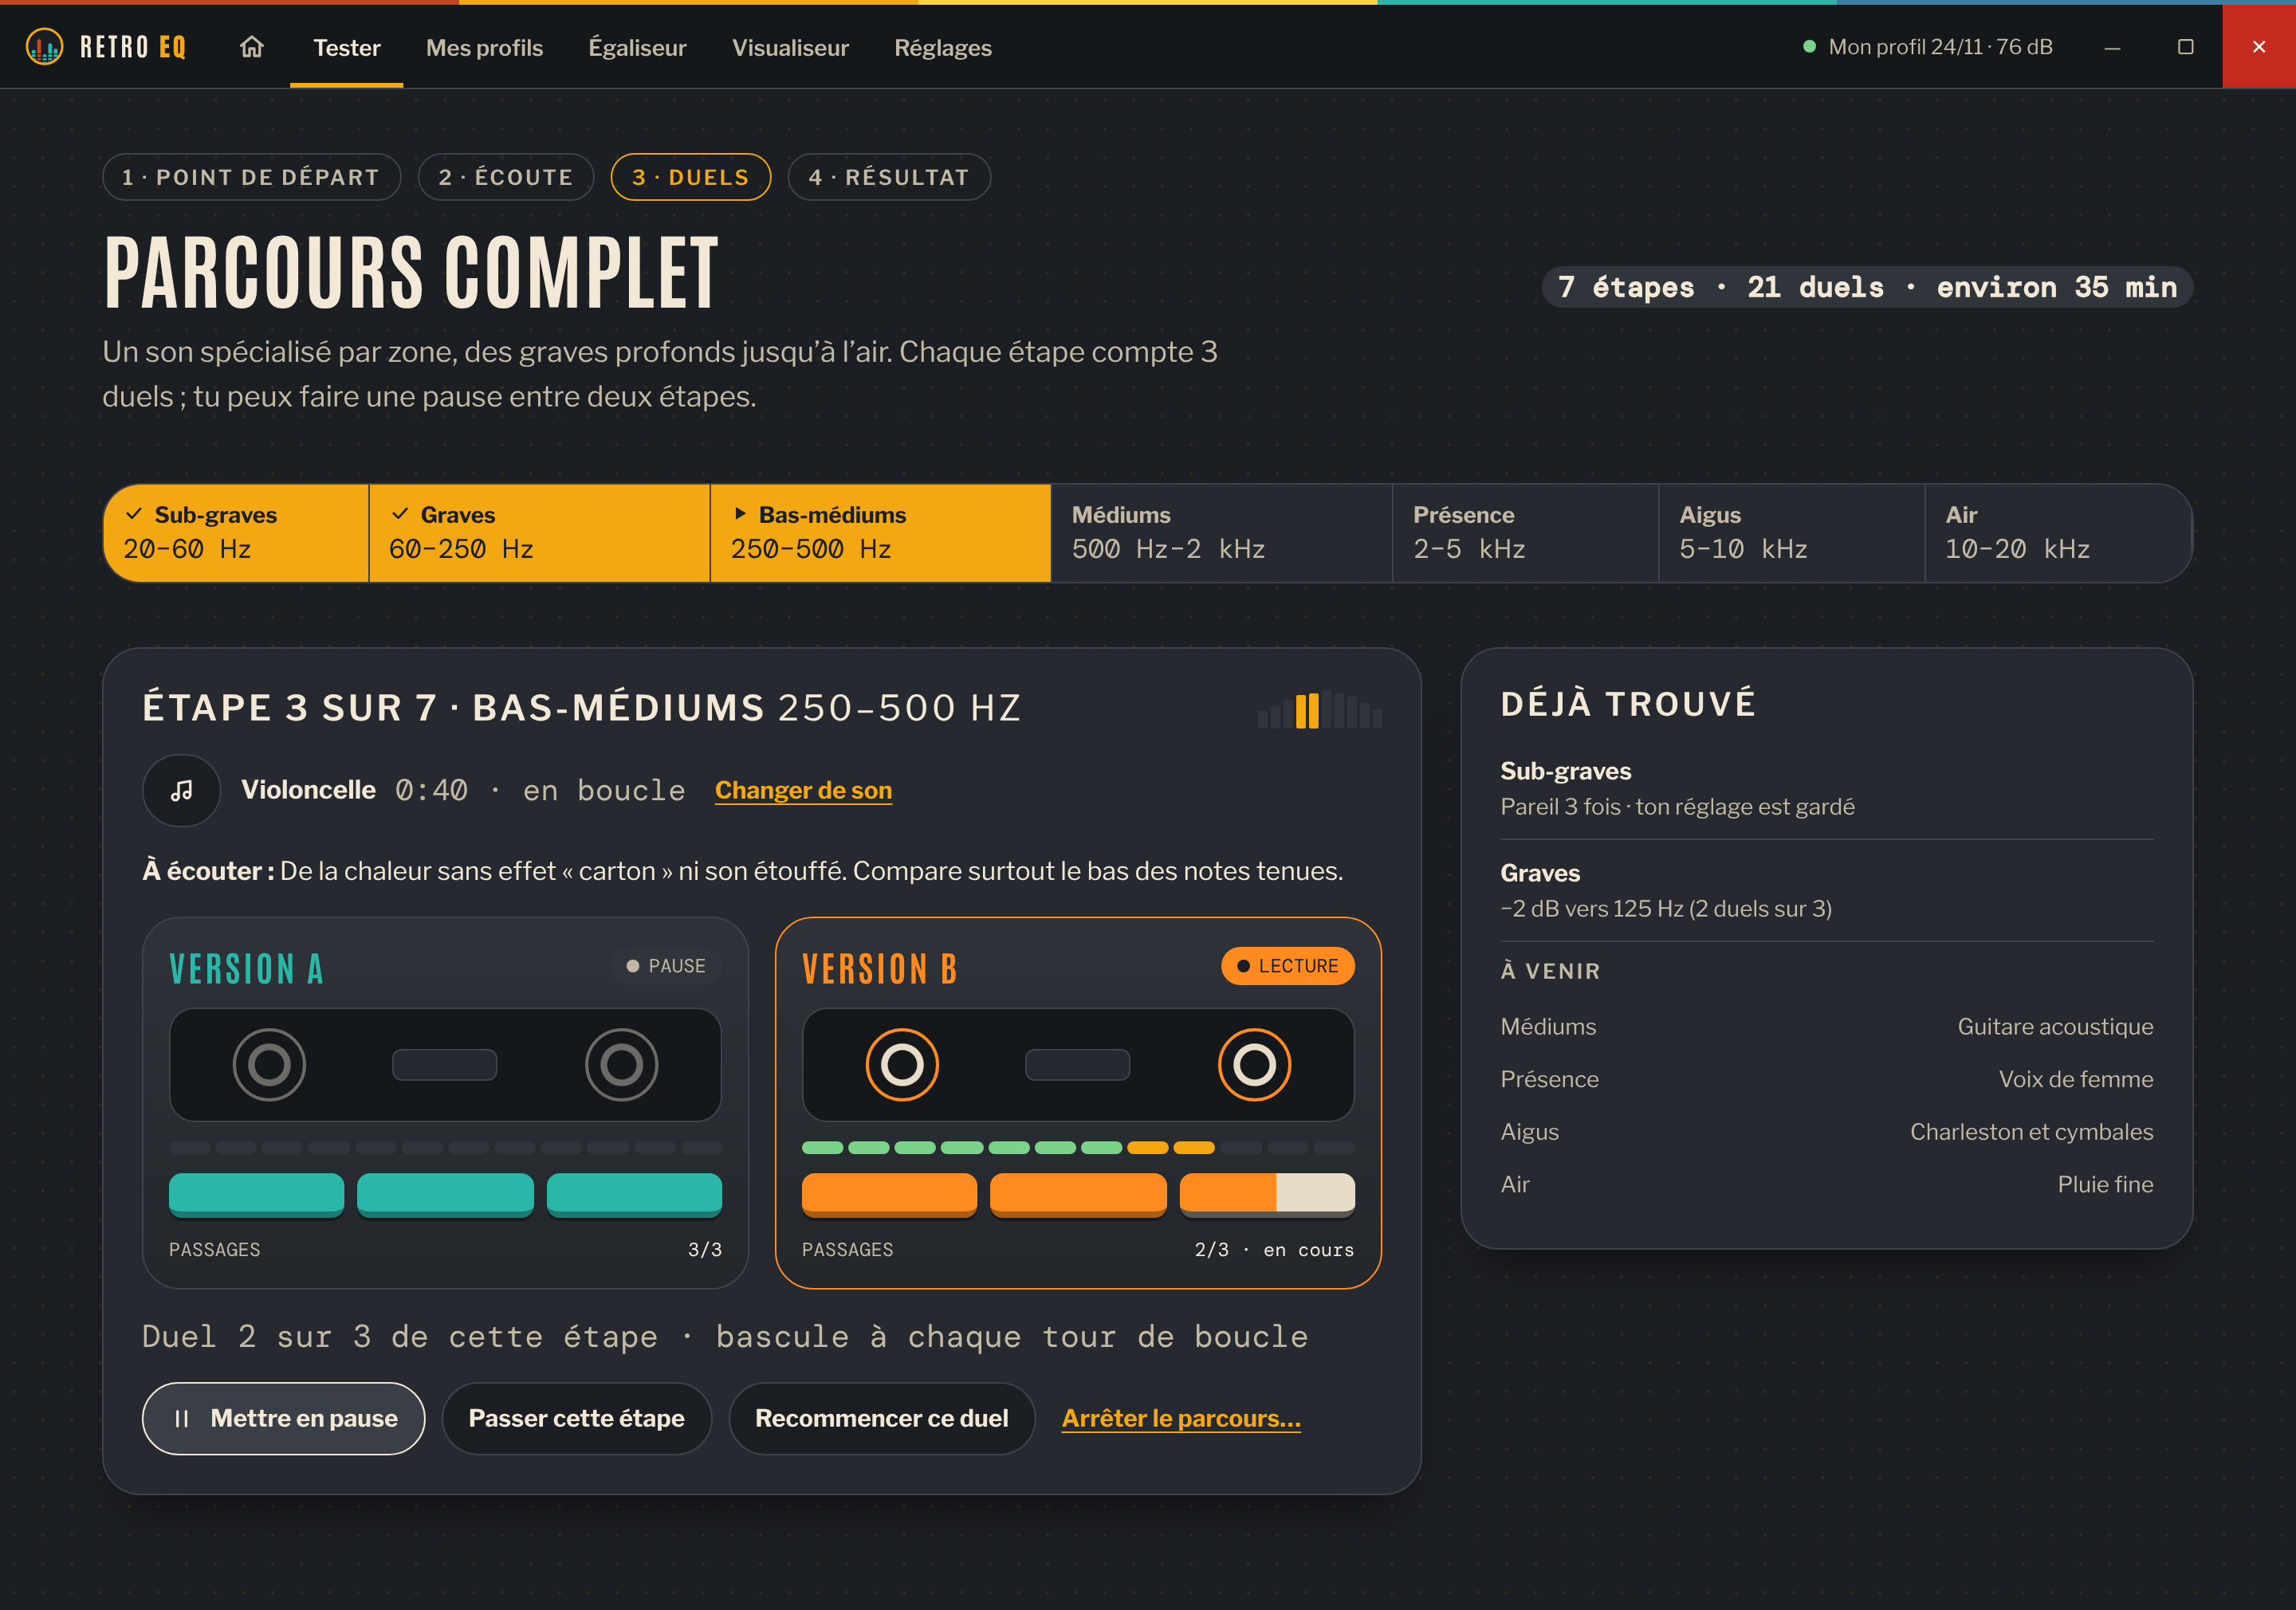 RETRO EQ
Tester
Mes profils
Égaliseur
Visualiseur
Réglages
Mon profil 24/11 · 76 dB
1 · POINT DE DÉPART
2 · ÉCOUTE
3 · DUELS
4 · RÉSULTAT
PARCOURS COMPLET
7 étapes · 21 duels · environ 35 min
Un son spécialisé par zone, des graves profonds jusqu’à l’air. Chaque étape compte 3
duels ; tu peux faire une pause entre deux étapes.
Sub-graves
20–60 Hz
Graves
60–250 Hz
Bas-médiums
250–500 Hz
Médiums
500 Hz–2 kHz
Présence
2–5 kHz
Aigus
5–10 kHz
Air
10–20 kHz
ÉTAPE 3 SUR 7 · BAS-MÉDIUMS 250–500 HZ
Violoncelle 0:40 · en boucle Changer de son
À écouter : De la chaleur sans effet « carton » ni son étouffé. Compare surtout le bas des notes tenues.
VERSION A
PAUSE
PASSAGES
3/3
VERSION B
LECTURE
PASSAGES
2/3 · en cours
Duel 2 sur 3 de cette étape · bascule à chaque tour de boucle
Mettre en pause
Passer cette étape
Recommencer ce duel
Arrêter le parcours…
DÉJÀ TROUVÉ
Sub-graves
Pareil 3 fois · ton réglage est gardé
Graves
−2 dB vers 125 Hz (2 duels sur 3)
À VENIR
Médiums Guitare acoustique
Présence Voix de femme
Aigus Charleston et cymbales
Air Pluie fine